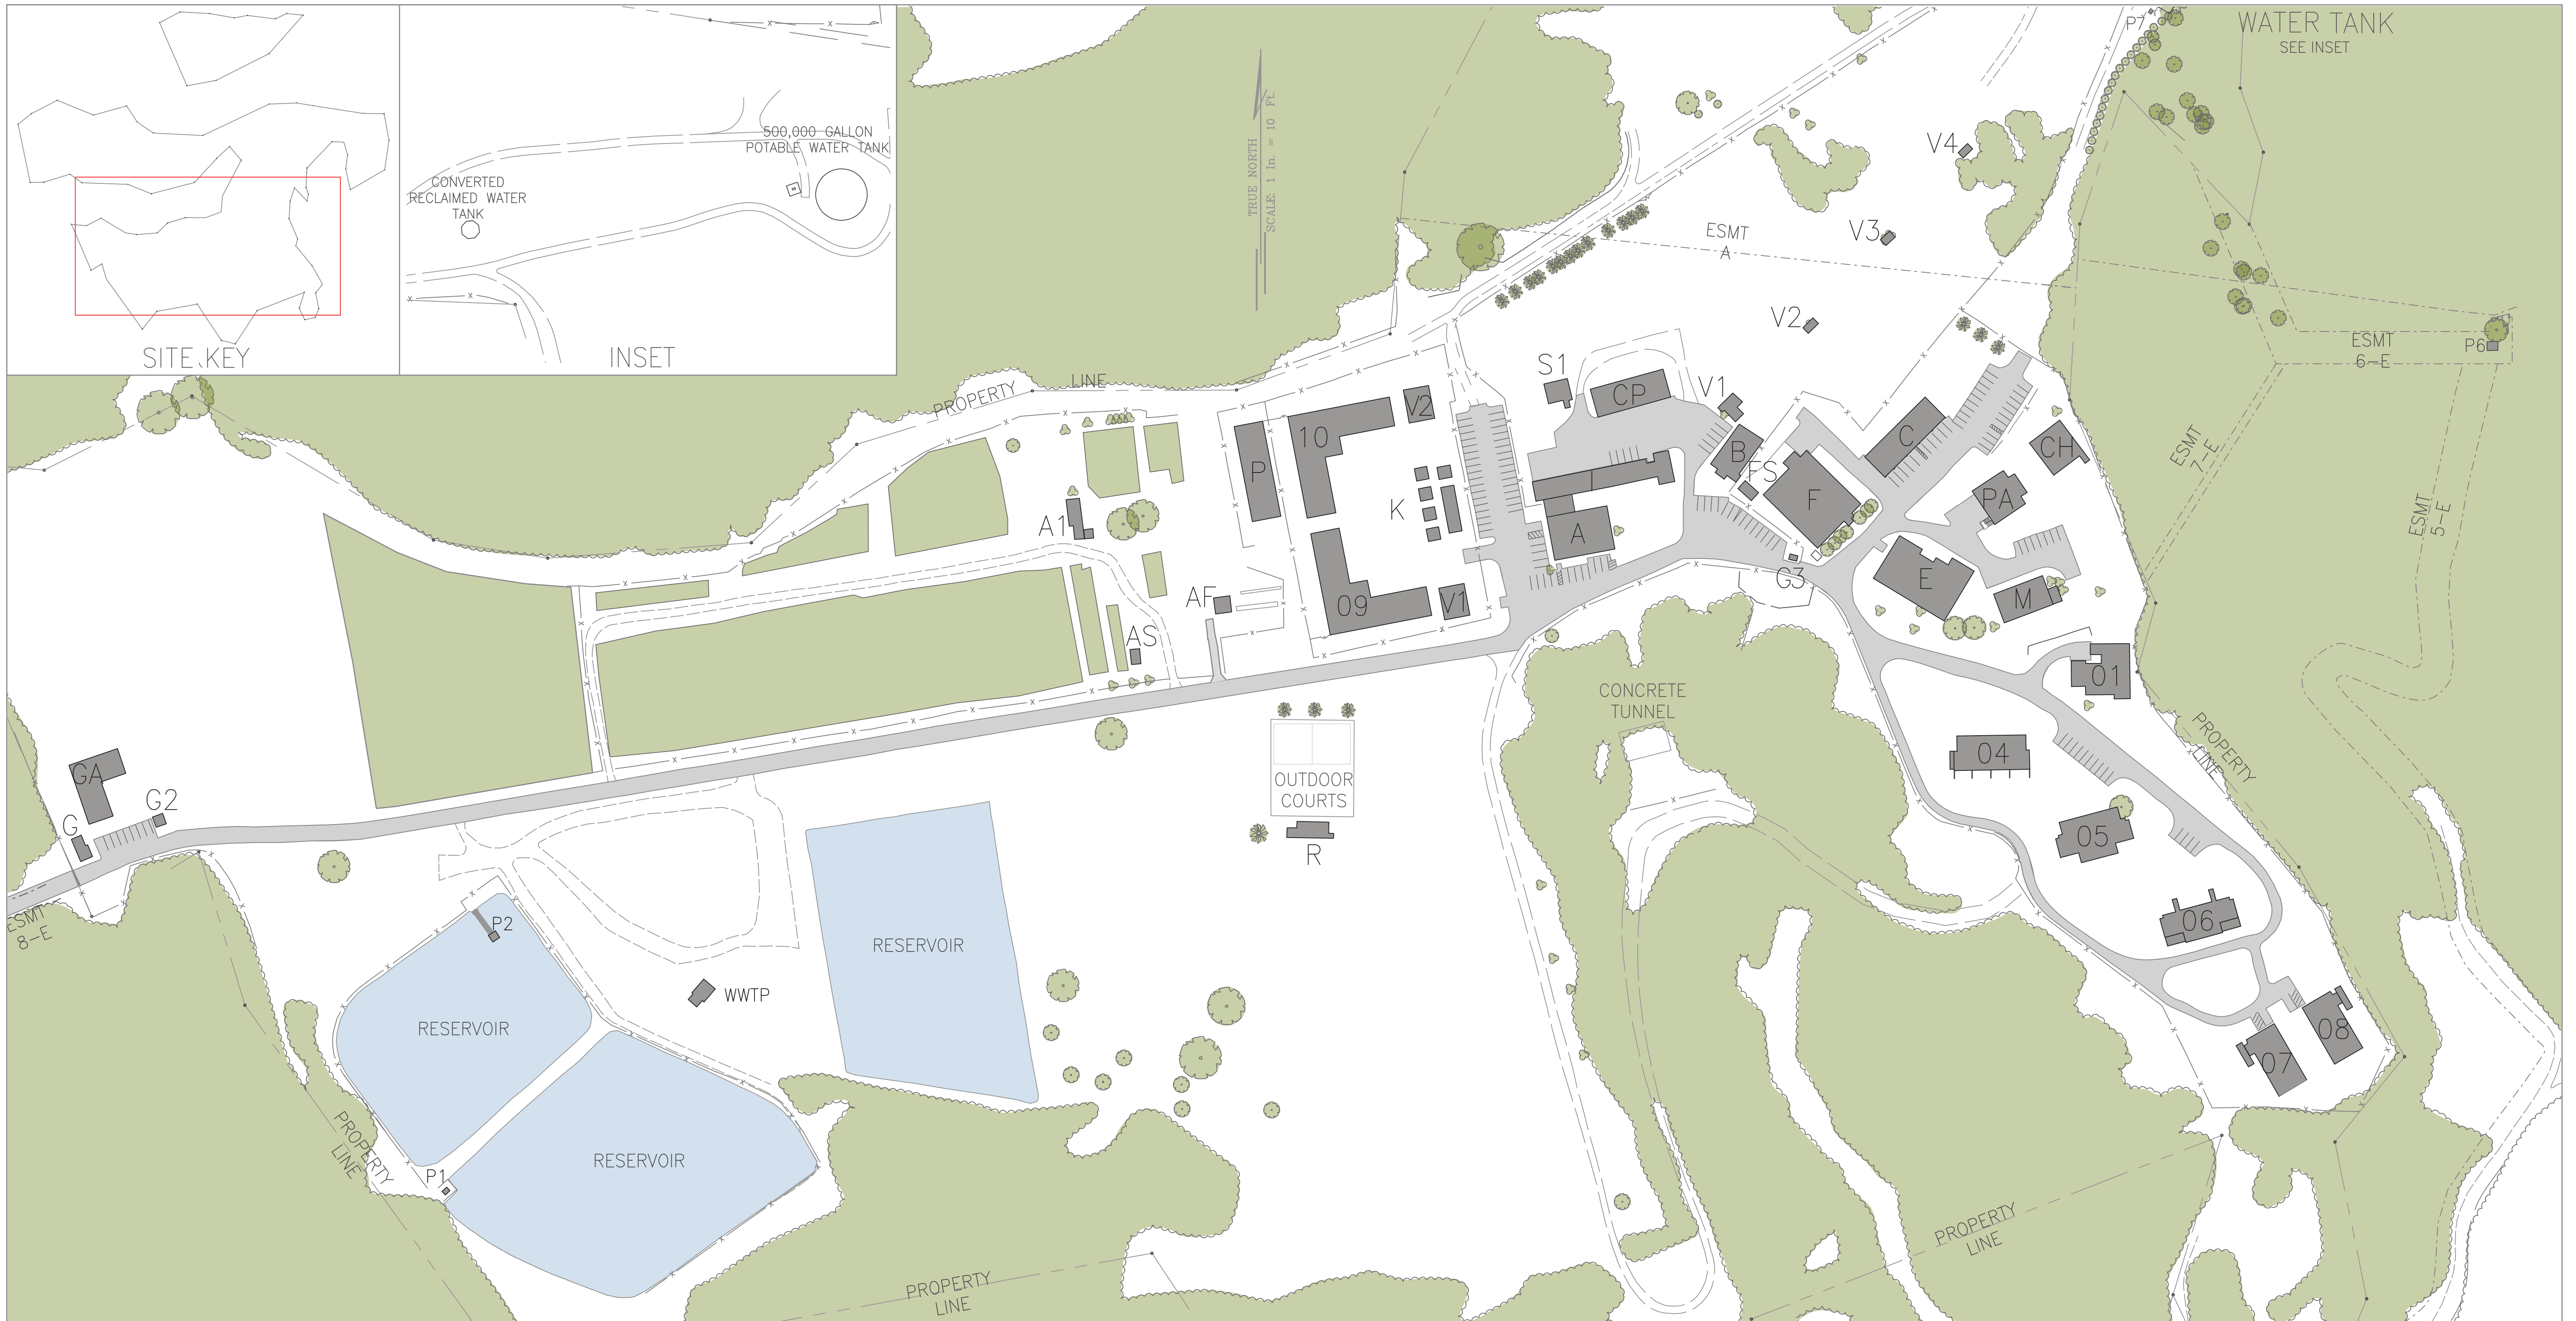 SITE KEY
INSET
500,000 GALLON
POTABLE WATER TANK
CONVERTED
RECLAIMED WATER
TANK
TRUE NORTH
SCALE: 1 In. = 10 Ft.
WATER TANK
SEE INSET
P7
V4
V3
V2
ESMT
A
ESMT
6-E
P6
ESMT
7-E
ESMT
5-E
PROPERTY LINE
S1
CP
V1
V2
10
P
K
09
V1
I
A
B
FS
F
C
CH
PA
G3
E
M
01
04
05
06
07
08
PROPERTY
LINE
A1
AF
AS
CONCRETE
TUNNEL
OUTDOOR
COURTS
R
GA
G2
G
ESMT
8-E
P2
RESERVOIR
WWTP
RESERVOIR
RESERVOIR
P1
PROPERTY
LINE
PROPERTY
LINE
PROPERTY
LINE